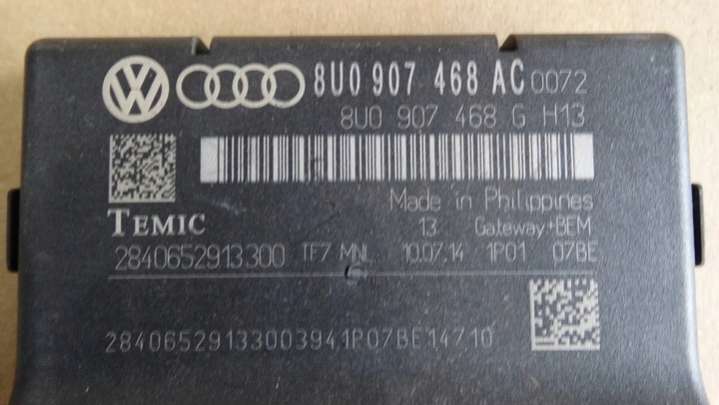 8U0 907 468 AC 0072
8U0 907 468 G H13
Made in Philippines
TEMIC 13 Gateway+BEM
2840652913300 TF7 MNL 10.07.14 1P01 07BE
28406529133003941P07BE14710